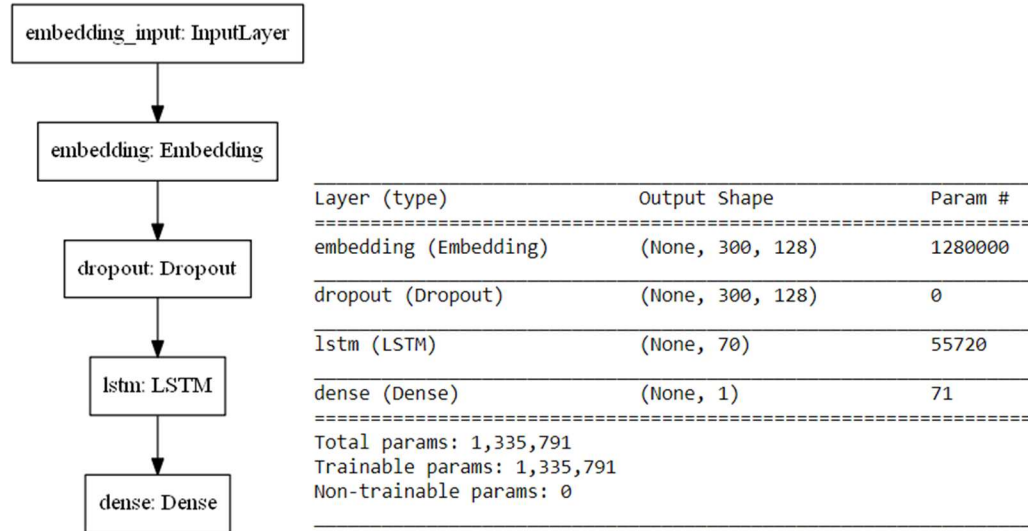 embedding_input: InputLayer
embedding: Embedding
dropout: Dropout
lstm: LSTM
dense: Dense
Layer (type) Output Shape Param #
embedding (Embedding) (None, 300, 128) 1280000
dropout (Dropout) (None, 300, 128) 0
lstm (LSTM) (None, 70) 55720
dense (Dense) (None, 1) 71
Total params: 1,335,791
Trainable params: 1,335,791
Non-trainable params: 0